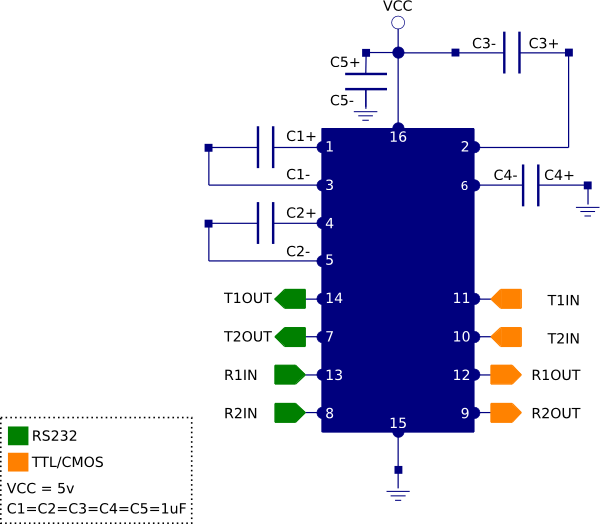 VCC
C3- C3+
C5+
C5-
16
C1+
1
2
C1-
3
6
C4- C4+
C2+
4
C2-
5
T1OUT
14
11
T1IN
T2OUT
7
10
T2IN
R1IN
13
12
R1OUT
R2IN
8
9
R2OUT
15
RS232
TTL/CMOS
VCC = 5v
C1=C2=C3=C4=C5=1uF